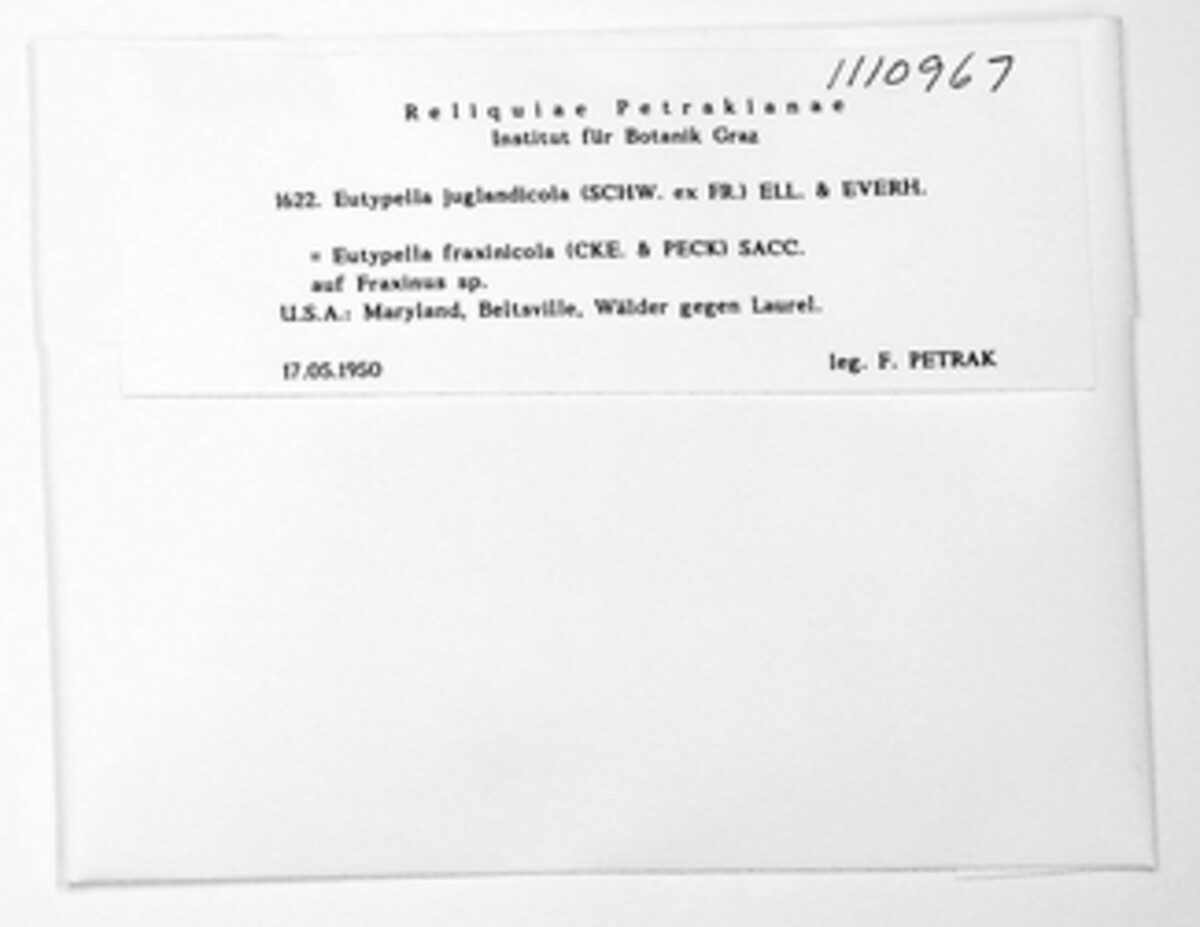 1110967
Reliquiae Petrakianae
Institut für Botanik Graz
1622. Eutypella juglandicola (SCHW. ex FR.) ELL. & EVERH.
= Eutypella fraxinicola (CKE. & PECK) SACC.
auf Fraxinus sp.
U.S.A.: Maryland, Beltsville, Wälder gegen Laurel.
17.05.1950 leg. F. PETRAK